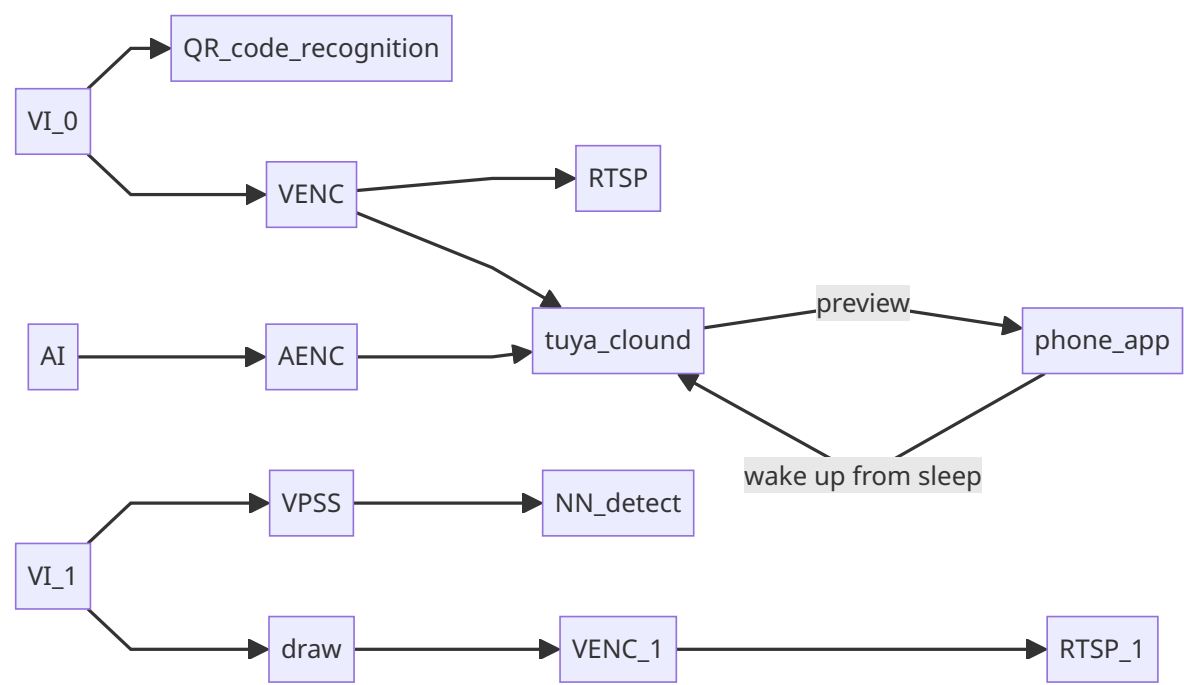 QR_code_recognition
VI_0
VENC
RTSP
preview
tuya_clound
phone_app
AI
AENC
wake up from sleep
VPSS
NN_detect
VI_1
draw
VENC_1
RTSP_1